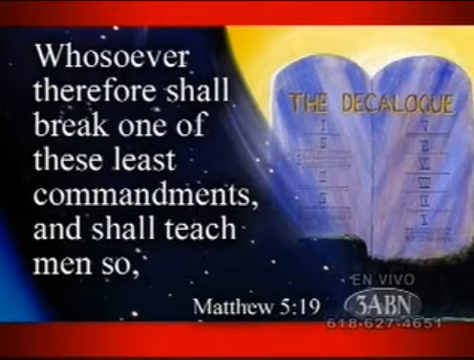 Whosoever
therefore shall
break one of
these least
commandments,
and shall teach
men so,
Matthew 5:19
THE DECALOGUE
I
II
V
EN VIVO
3ABN
618-627-4651